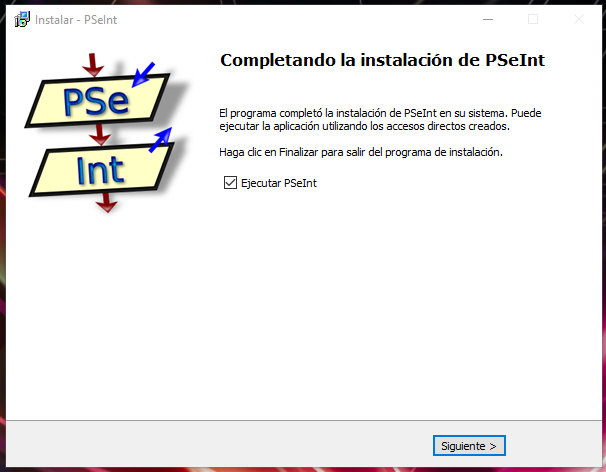 Instalar - PSeInt
PSe
Int
Completando la instalación de PSeInt
El programa completó la instalación de PSeInt en su sistema. Puede
ejecutar la aplicación utilizando los accesos directos creados.
Haga clic en Finalizar para salir del programa de instalación.
Ejecutar PSeInt
Siguiente >